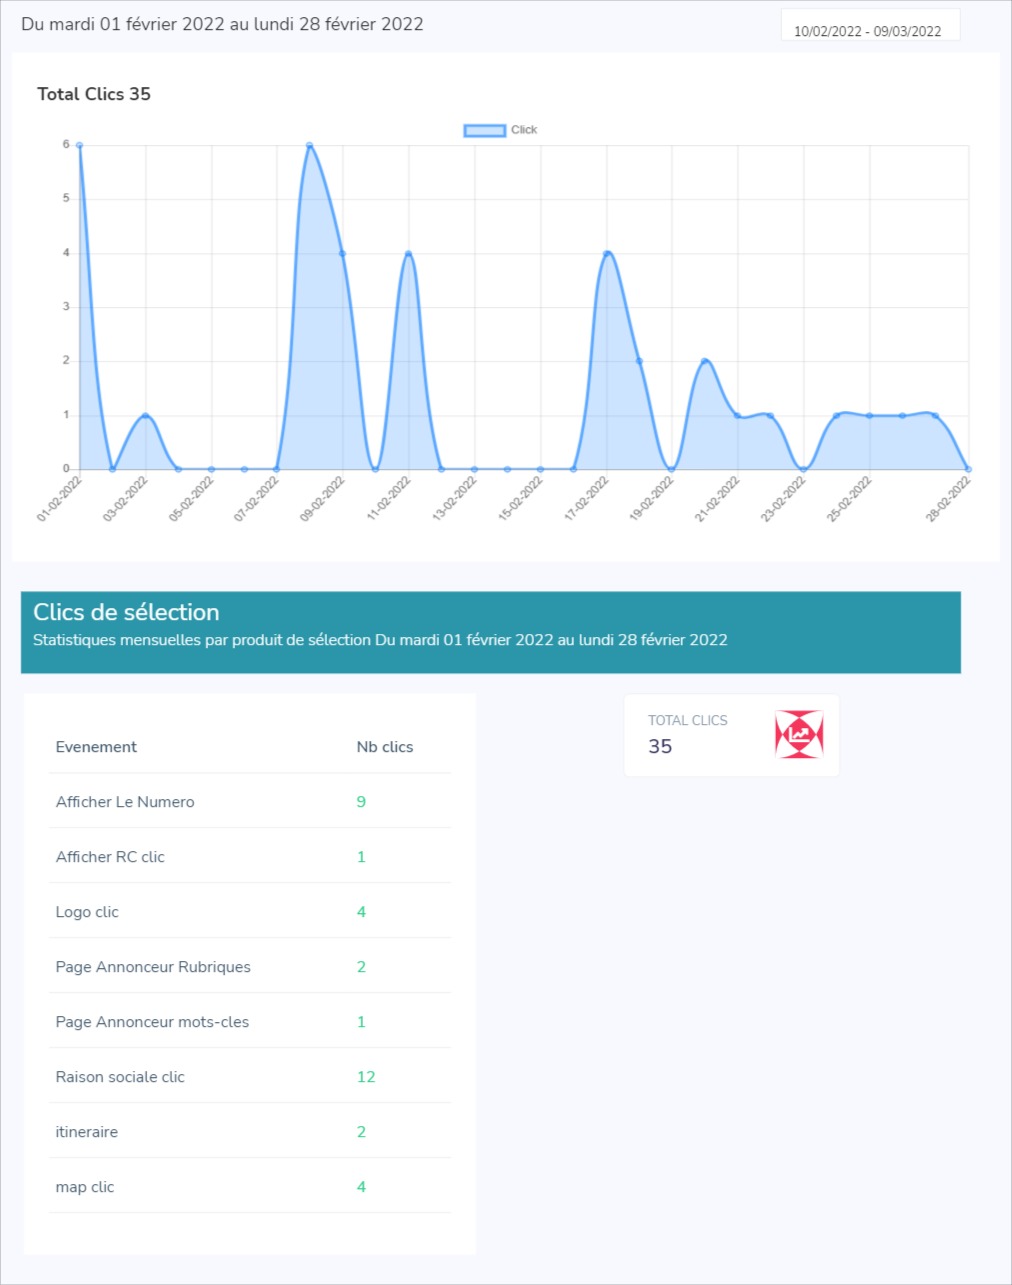 Du mardi 01 février 2022 au lundi 28 février 2022
10/02/2022 - 09/03/2022
Total Clics 35
Click
6
5
4
3
2
1
0
01-02-2022
03-02-2022
05-02-2022
07-02-2022
09-02-2022
11-02-2022
13-02-2022
15-02-2022
17-02-2022
19-02-2022
21-02-2022
23-02-2022
25-02-2022
28-02-2022
Clics de sélection
Statistiques mensuelles par produit de sélection Du mardi 01 février 2022 au lundi 28 février 2022
TOTAL CLICS
35
Evenement Nb clics
Afficher Le Numero 9
Afficher RC clic 1
Logo clic 4
Page Annonceur Rubriques 2
Page Annonceur mots-cles 1
Raison sociale clic 12
itineraire 2
map clic 4